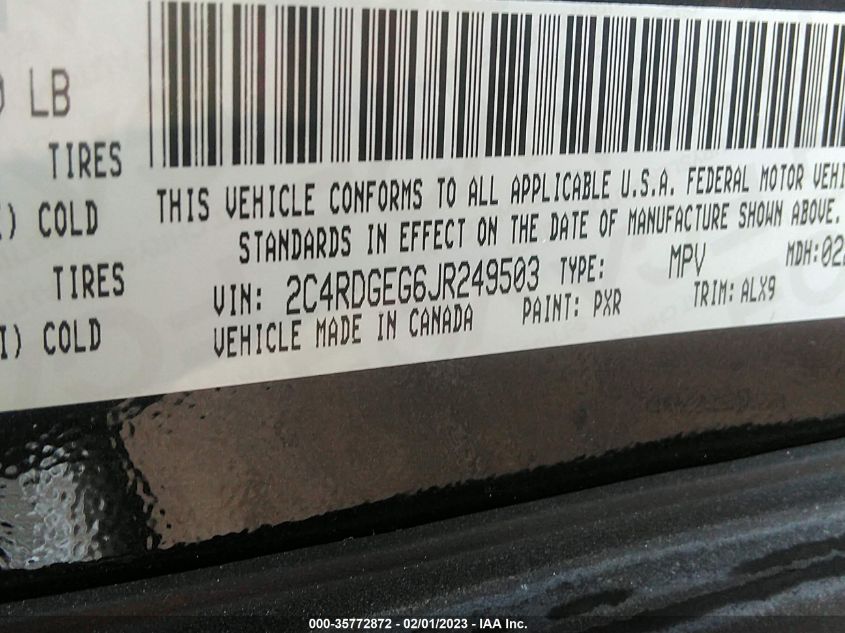 LB
TIRES
COLD
TIRES
I) COLD
THIS VEHICLE CONFORMS TO ALL APPLICABLE U.S.A. FEDERAL MOTOR VEHI
STANDARDS IN EFFECT ON THE DATE OF MANUFACTURE SHOWN ABOVE.
VIN: 2C4RDGEG6JR249503 TYPE: MPV MDH:02
VEHICLE MADE IN CANADA PAINT: PXR TRIM: ALX9
000-35772872 - 02/01/2023 - IAA Inc.